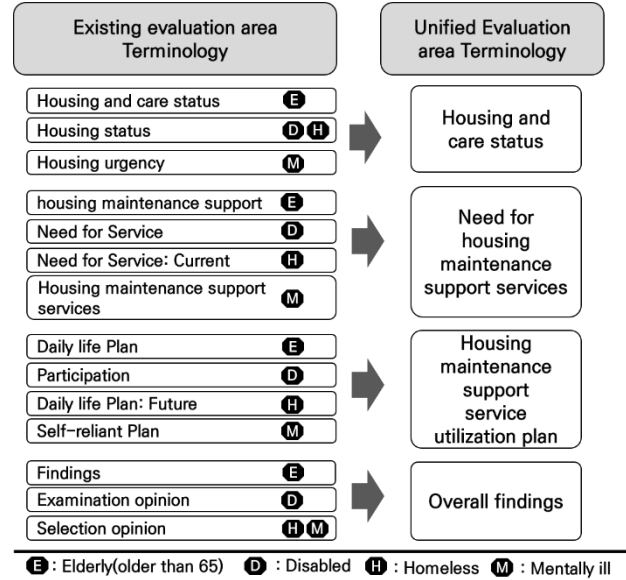 Existing evaluation area
Terminology
Unified Evaluation
area Terminology
Housing and care status E
Housing status D H
Housing urgency M
Housing and
care status
housing maintenance support E
Need for Service D
Need for Service: Current H
Housing maintenance support
services M
Need for
housing
maintenance
support services
Daily life Plan E
Participation D
Daily life Plan: Future H
Self-reliant Plan M
Housing
maintenance
support
service
utilization plan
Findings E
Examination opinion D
Selection opinion H M
Overall findings
E : Elderly(older than 65) D : Disabled H : Homeless M : Mentally ill